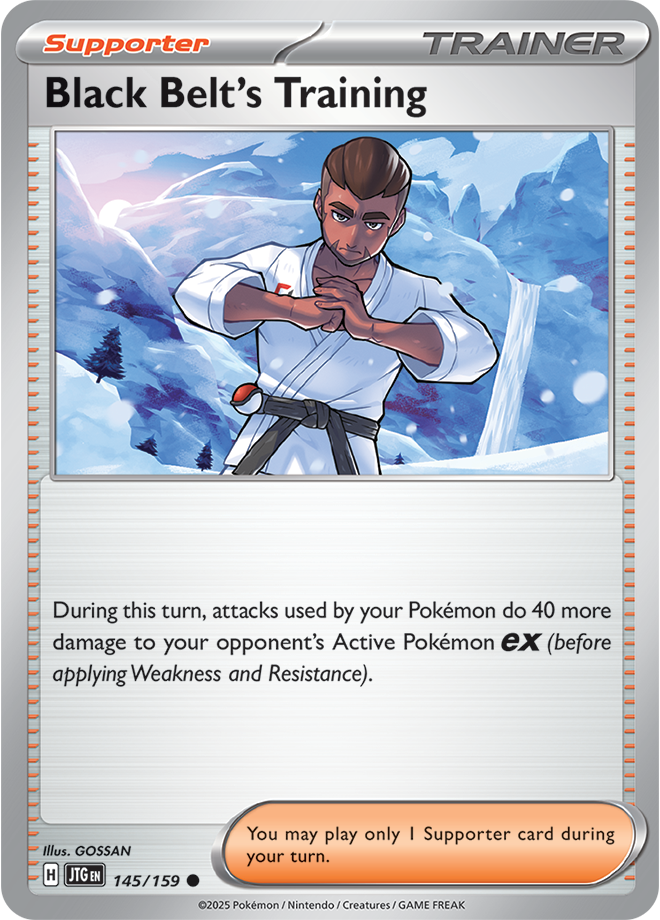 Supporter
TRAINER
Black Belt's Training
During this turn, attacks used by your Pokémon do 40 more
damage to your opponent's Active Pokémon ex (before
applying Weakness and Resistance).
You may play only 1 Supporter card during
your turn.
Illus. GOSSAN
H JTG EN 145/159
©2025 Pokémon / Nintendo / Creatures / GAME FREAK